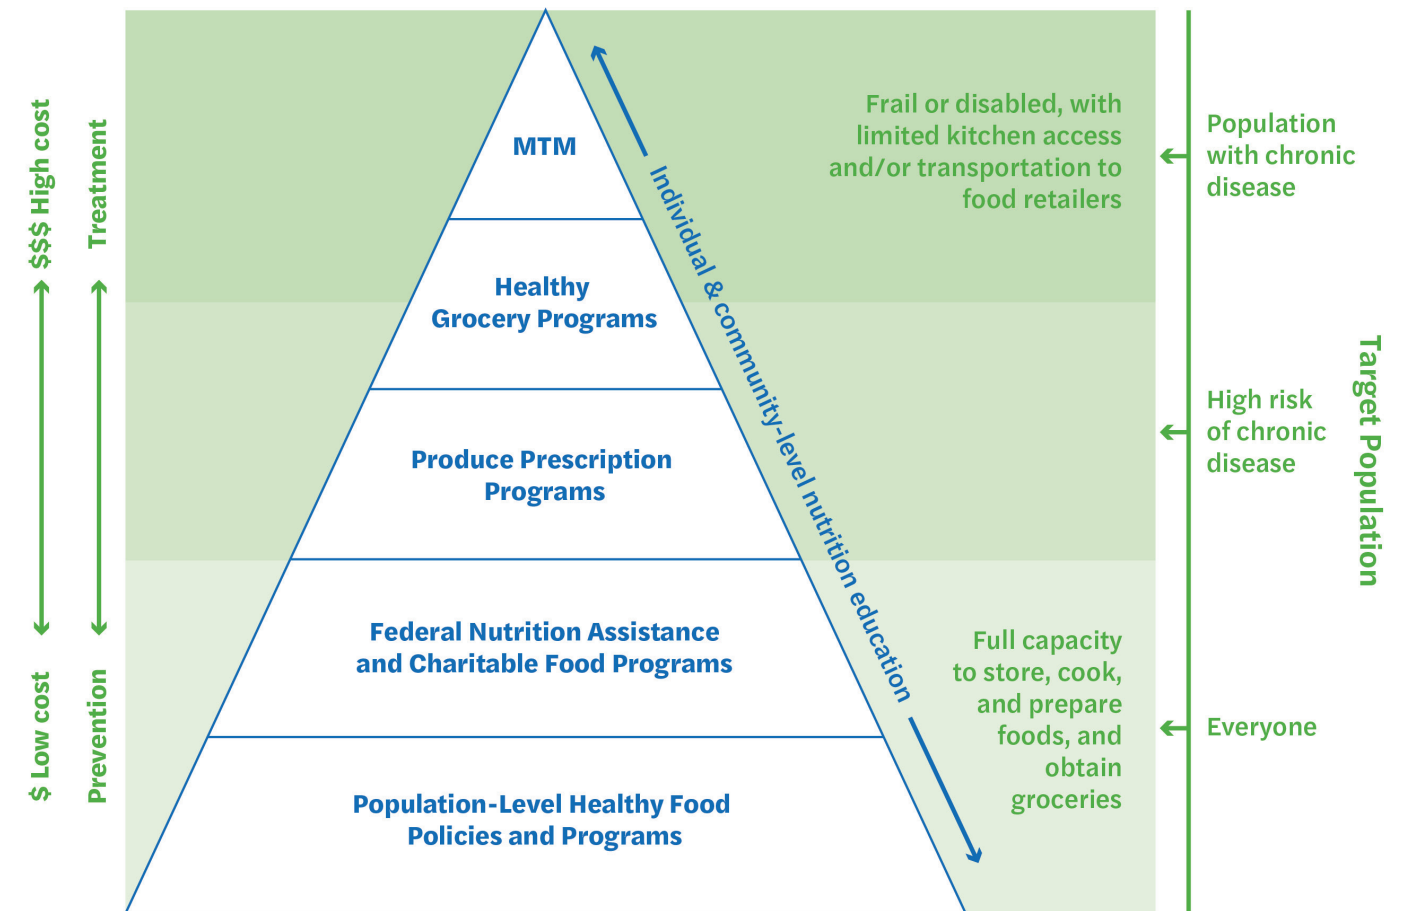 $ Low cost
$$$ High cost
Prevention
Treatment
MTM
Healthy
Grocery Programs
Produce Prescription
Programs
Federal Nutrition Assistance
and Charitable Food Programs
Population-Level Healthy Food
Policies and Programs
Individual & community-level nutrition education
Frail or disabled, with
limited kitchen access
and/or transportation to
food retailers
Full capacity
to store, cook,
and prepare
foods, and
obtain
groceries
Population
with chronic
disease
High risk
of chronic
disease
Everyone
Target Population